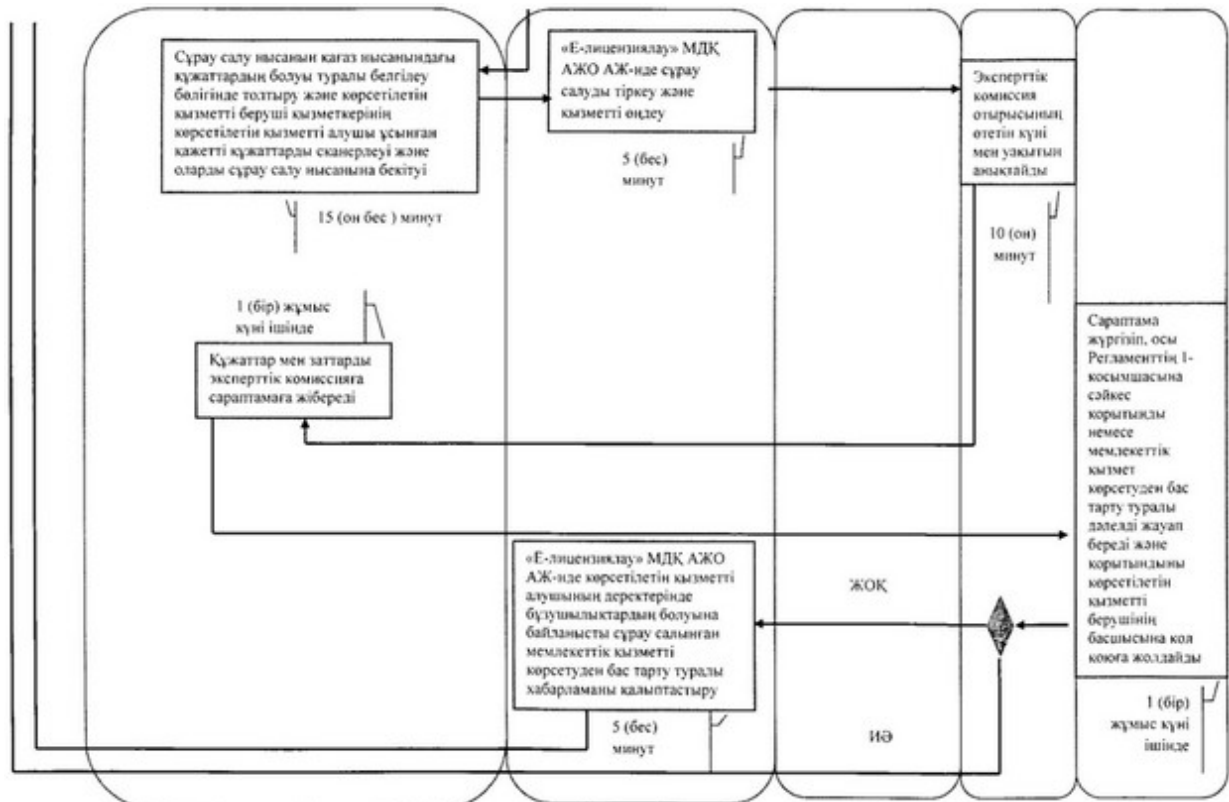 Сұрау салу нысанын қағаз нысанындағы
құжаттардың болуы туралы белгілеу
бөлігінде толтыру және көрсетілетін
қызметті беруші қызметкерінің
көрсетілетін қызметті алушы ұсынған
қажетті құжаттарды сканерлеуі және
оларды сұрау салу нысанына бекітуі
15 (он бес ) минут
«Е-лицензиялау» МДҚ
АЖО АЖ-нде сұрау
салуды тіркеу және
қызметті өңдеу
5 (бес)
минут
Эксперттік
комиссия
отырысының
өтетін күні
мен уақытын
анықтайды
10 (он)
минут
1 (бір) жұмыс
күні ішінде
Құжаттар мен заттарды
эксперттік комиссияға
сараптамаға жібереді
Сараптама
жүргізіп, осы
Регламенттің 1-
қосымшасына
сәйкес
қорытынды
немесе
мемлекеттік
қызмет
көрсетуден бас
тарту туралы
дәлелді жауап
береді және
қорытындыны
көрсетілетін
қызметті
берушінің
басшысына қол
қоюға жолдайды
1 (бір)
жұмыс күні
ішінде
«Е-лицензиялау» МДҚ АЖО
АЖ-нде көрсетілетін қызметті
алушының деректерінде
бұзушылықтардың болуына
байланысты сұрау салынған
мемлекеттік қызметті
көрсетуден бас тарту туралы
хабарламаны қалыптастыру
5 (бес)
минут
ЖОҚ
ИӘ